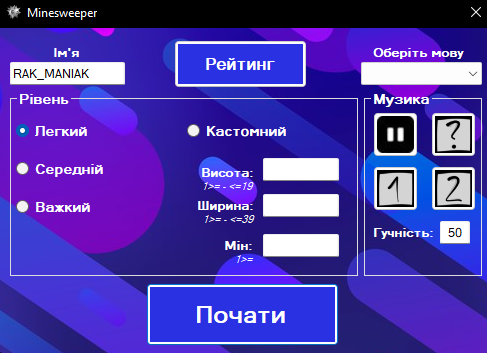 Minesweeper
Ім'я
RAK_MANIAK
Рейтинг
Оберіть мову
Рівень
Легкий
Середній
Важкий
Кастомний
Висота:
1>= - <=19
Ширина:
1>= - <=39
Мін:
1>=
Музика
?
1 2
Гучність: 50
Почати